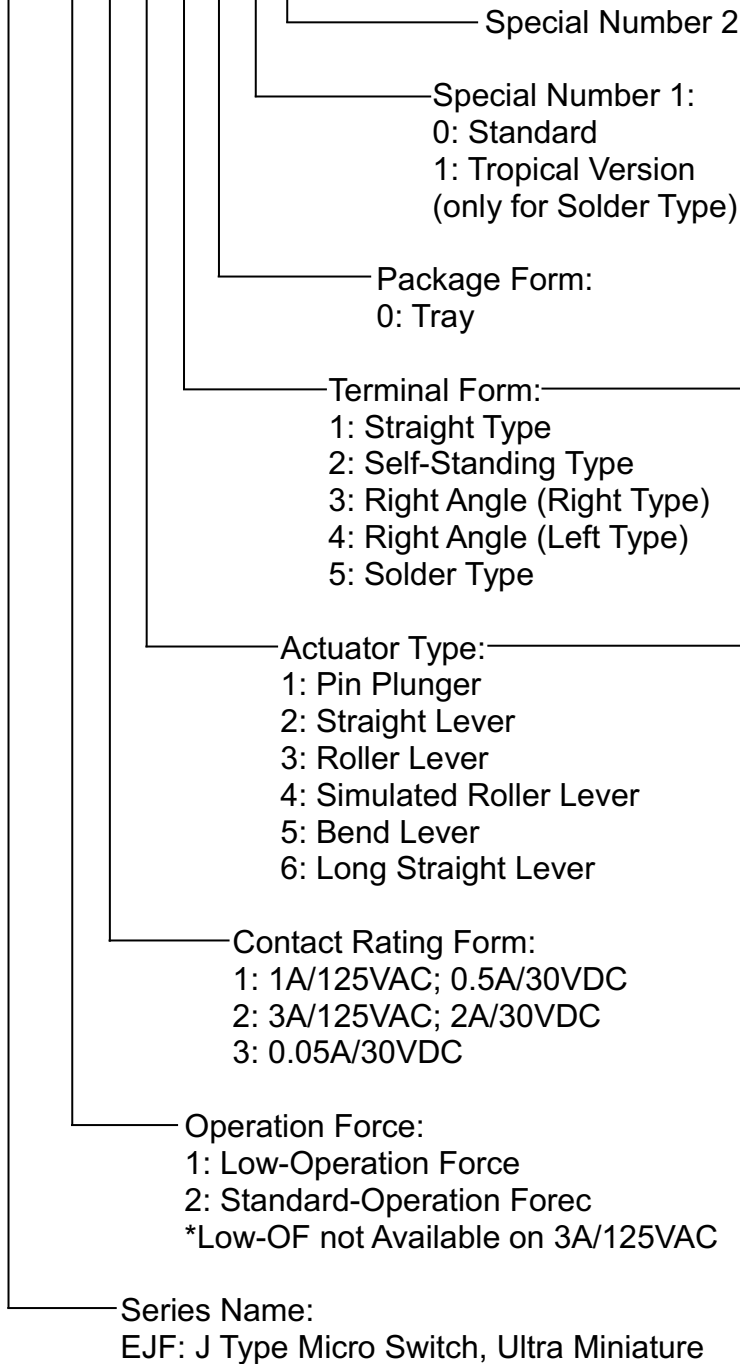 Special Number 2
Special Number 1:
0: Standard
1: Tropical Version
(only for Solder Type)
Package Form:
0: Tray
Terminal Form:
1: Straight Type
2: Self-Standing Type
3: Right Angle (Right Type)
4: Right Angle (Left Type)
5: Solder Type
Actuator Type:
1: Pin Plunger
2: Straight Lever
3: Roller Lever
4: Simulated Roller Lever
5: Bend Lever
6: Long Straight Lever
Contact Rating Form:
1: 1A/125VAC; 0.5A/30VDC
2: 3A/125VAC; 2A/30VDC
3: 0.05A/30VDC
Operation Force:
1: Low-Operation Force
2: Standard-Operation Forec
*Low-OF not Available on 3A/125VAC
Series Name:
EJF: J Type Micro Switch, Ultra Miniature